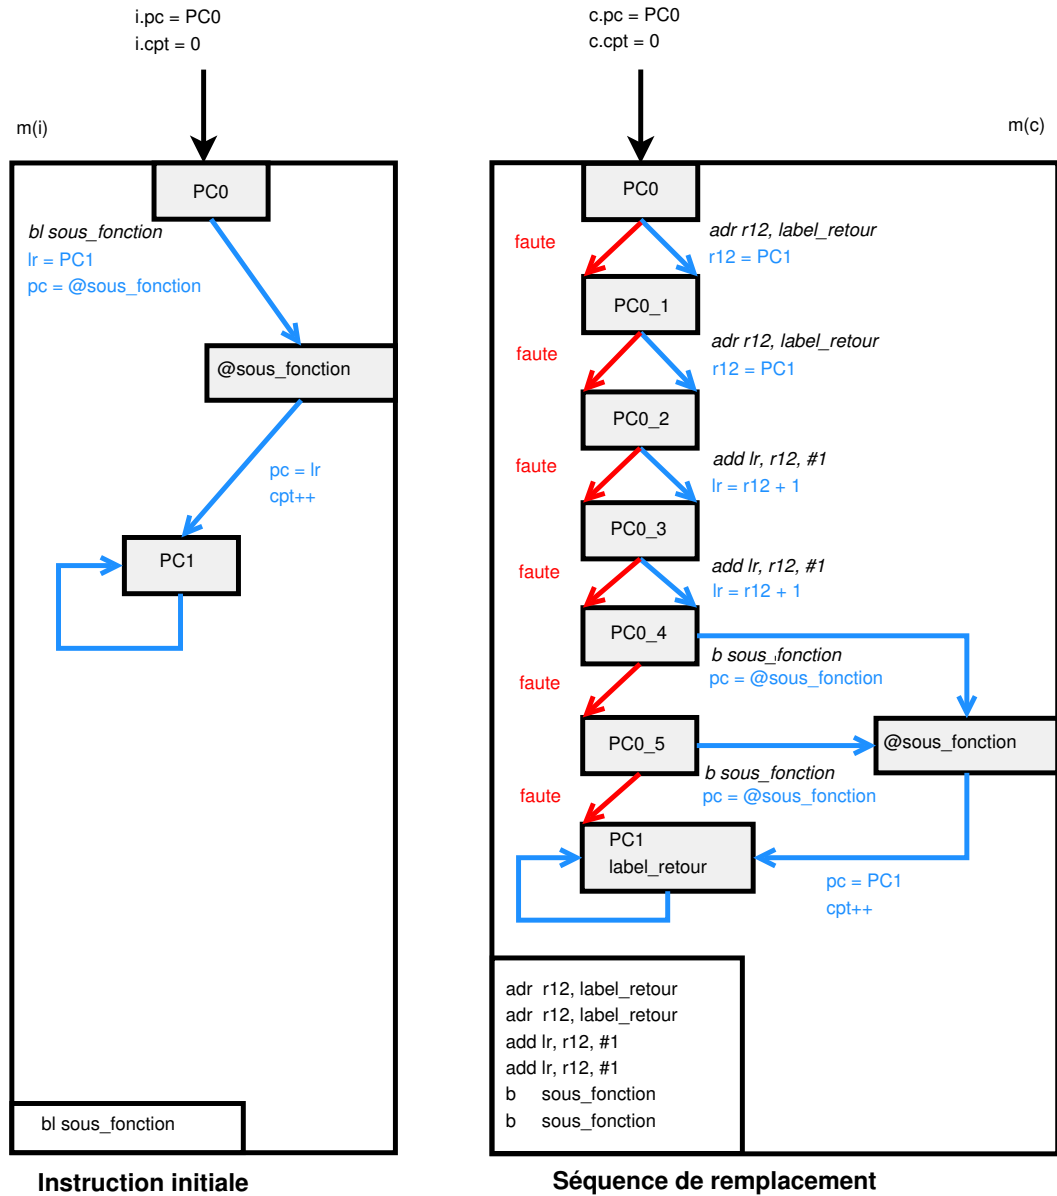 i.pc = PC0
i.cpt = 0
m(i)
PC0
bl sous_fonction
lr = PC1
pc = @sous_fonction
@sous_fonction
pc = lr
cpt++
PC1
bl sous_fonction
Instruction initiale
c.pc = PC0
c.cpt = 0
m(c)
PC0
faute
adr r12, label_retour
r12 = PC1
PC0_1
faute
adr r12, label_retour
r12 = PC1
PC0_2
faute
add lr, r12, #1
lr = r12 + 1
PC0_3
faute
add lr, r12, #1
lr = r12 + 1
PC0_4
b sous_fonction
pc = @sous_fonction
faute
PC0_5
@sous_fonction
b sous_fonction
pc = @sous_fonction
faute
PC1
label_retour
pc = PC1
cpt++
adr r12, label_retour
adr r12, label_retour
add lr, r12, #1
add lr, r12, #1
b sous_fonction
b sous_fonction
Séquence de remplacement